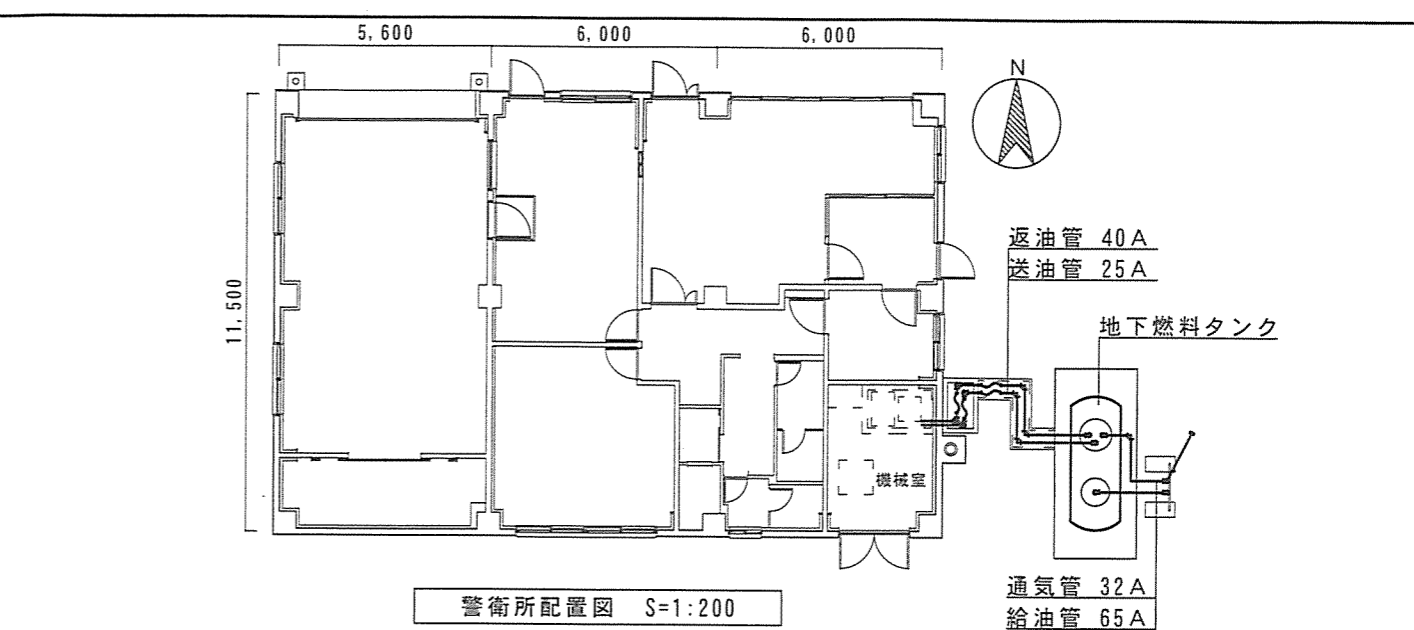 5,600
6,000
6,000
N
11,500
返油管 40A
送油管 25A
地下燃料タンク
機械室
通気管 32A
給油管 65A
警衛所配置図 S=1:200